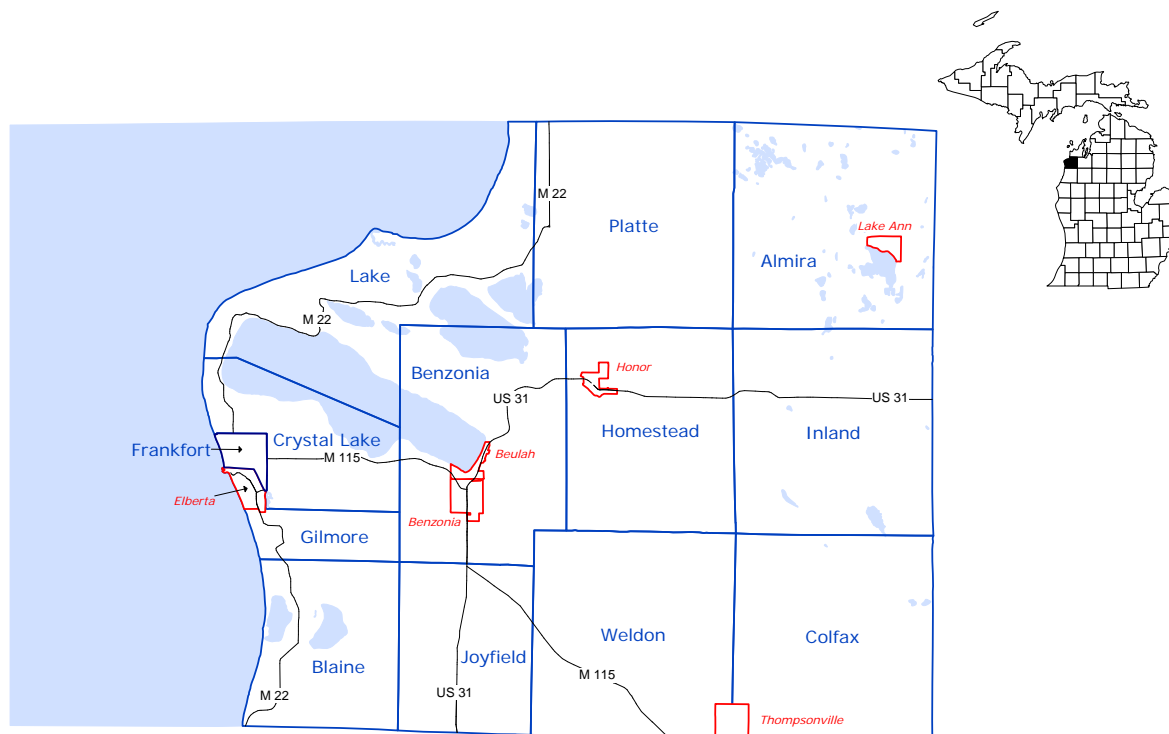 M 22
Platte
Lake Ann
Almira
Lake
M 22
Honor
Benzonia
US 31
US 31
Homestead
Inland
Crystal Lake
Frankfort
Beulah
M 115
Elberta
Benzonia
Gilmore
Weldon
Colfax
Joyfield
Blaine
M 115
M 22
US 31
Thompsonville